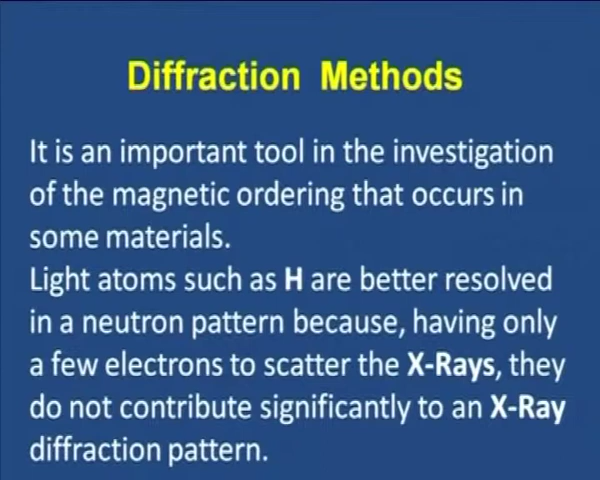 Diffraction Methods
It is an important tool in the investigation
of the magnetic ordering that occurs in
some materials.
Light atoms such as H are better resolved
in a neutron pattern because, having only
a few electrons to scatter the X-Rays, they
do not contribute significantly to an X-Ray
diffraction pattern.